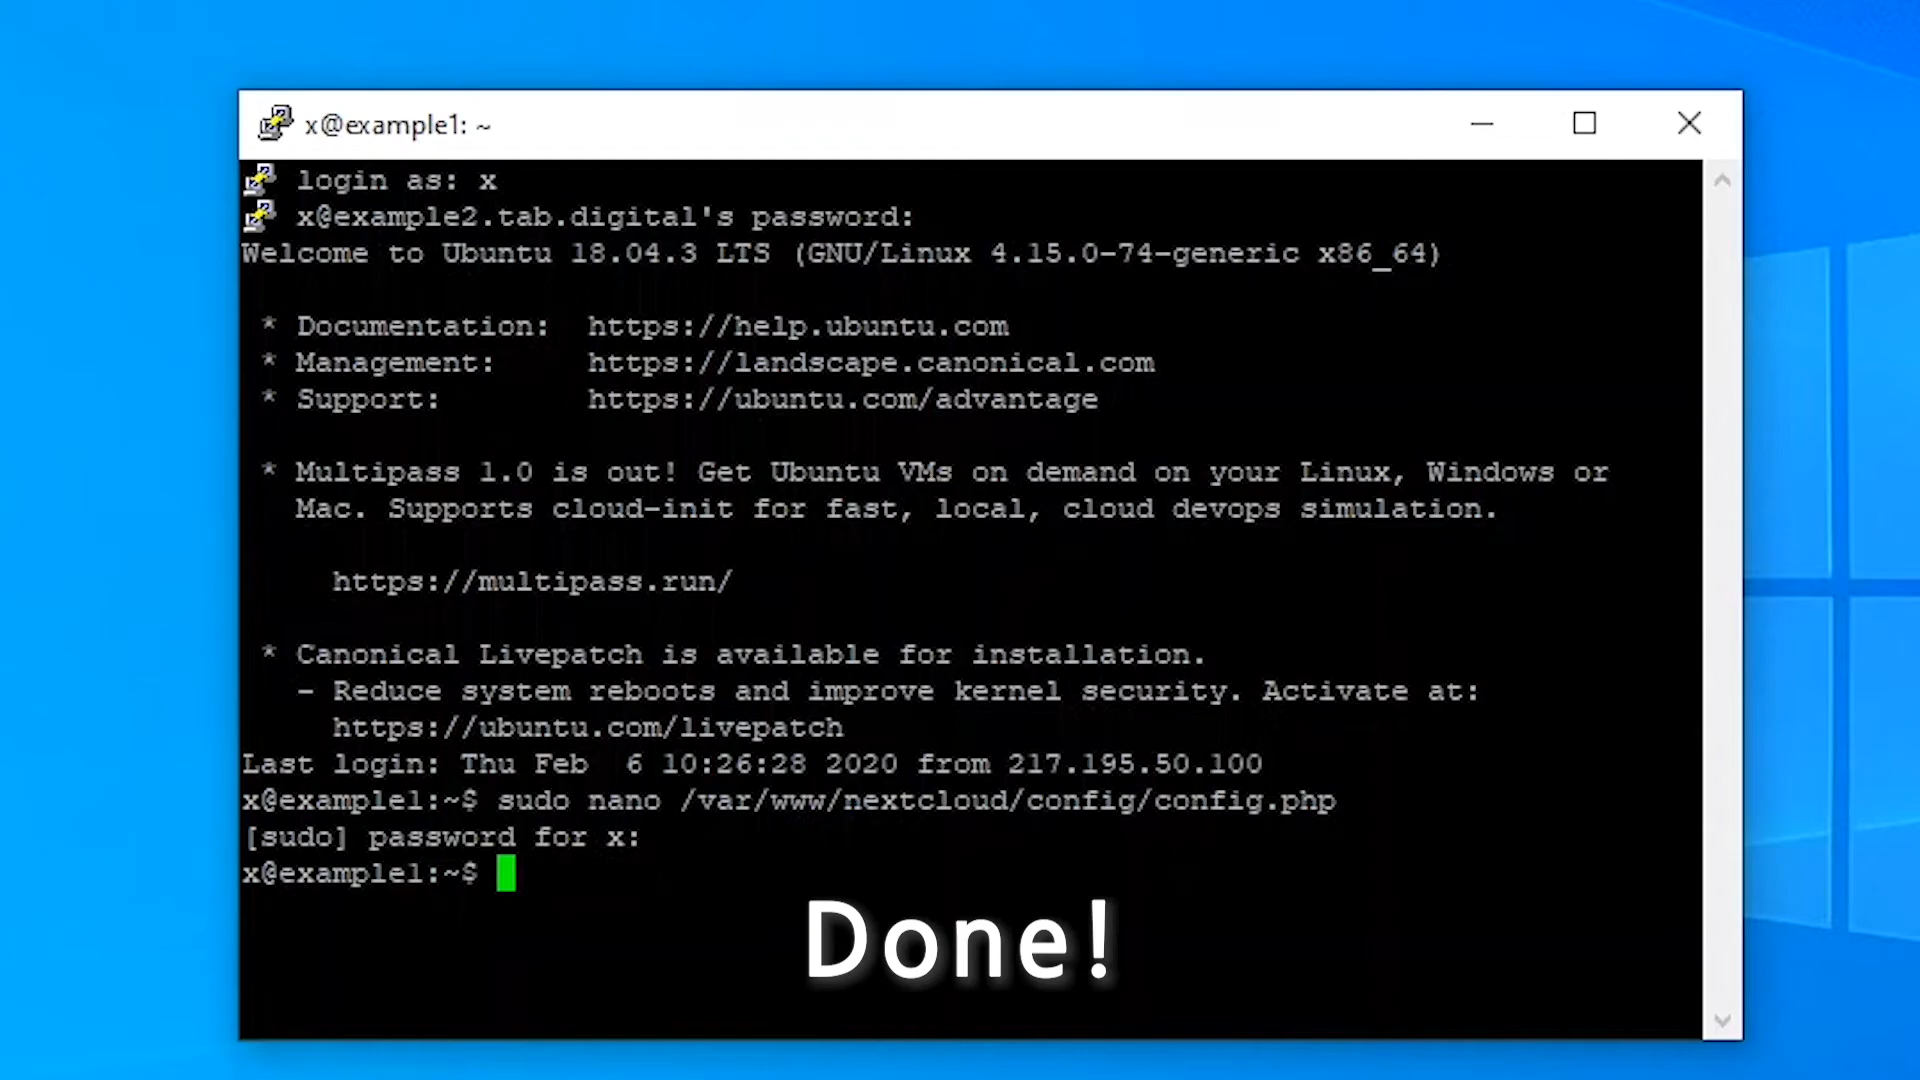 x@example1: ~
login as: x
x@example2.tab.digital's password:
Welcome to Ubuntu 18.04.3 LTS (GNU/Linux 4.15.0-74-generic x86_64)
* Documentation:  https://help.ubuntu.com
* Management:     https://landscape.canonical.com
* Support:        https://ubuntu.com/advantage
* Multipass 1.0 is out! Get Ubuntu VMs on demand on your Linux, Windows or
Mac. Supports cloud-init for fast, local, cloud devops simulation.
https://multipass.run/
* Canonical Livepatch is available for installation.
- Reduce system reboots and improve kernel security. Activate at:
https://ubuntu.com/livepatch
Last login: Thu Feb  6 10:26:28 2020 from 217.195.50.100
x@example1:~$ sudo nano /var/www/nextcloud/config/config.php
[sudo] password for x:
x@example1:~$
Done!